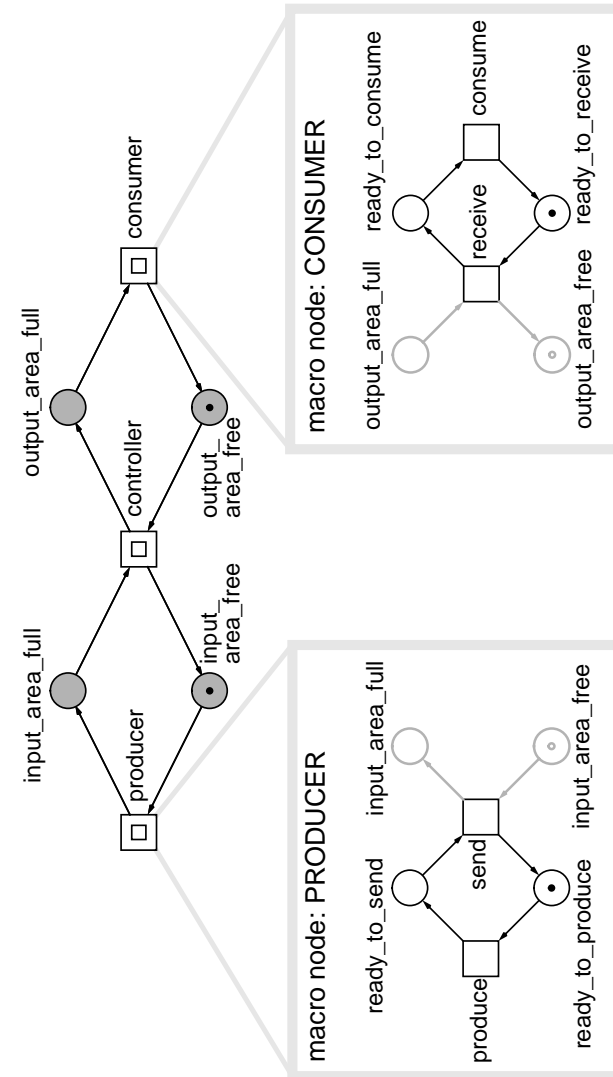 input_area_full
output_area_full
producer
controller
consumer
input_
area_free
output_
area_free
macro node: PRODUCER
ready_to_send
input_area_full
produce
send
ready_to_produce
input_area_free
macro node: CONSUMER
output_area_full
ready_to_consume
receive
consume
output_area_free
ready_to_receive